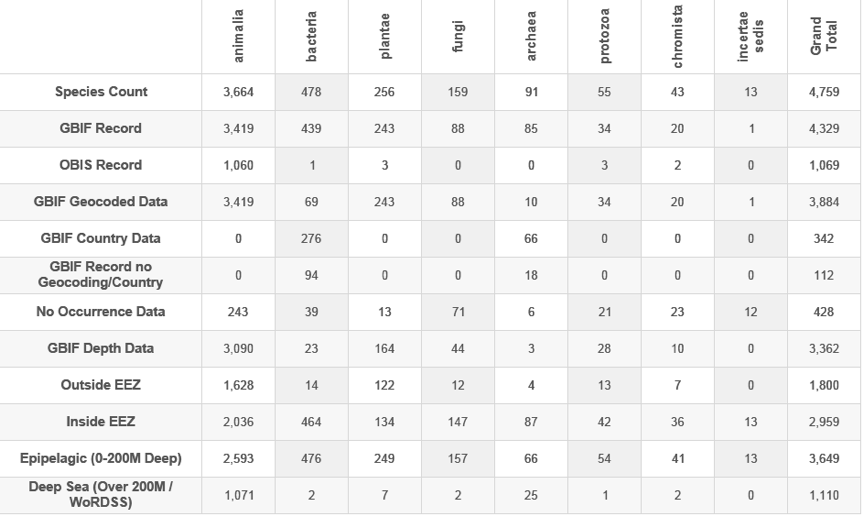 animalia bacteria plantae fungi archaea protozoa chromista incertae sedis Grand Total
Species Count 3,664 478 256 159 91 55 43 13 4,759
GBIF Record 3,419 439 243 88 85 34 20 1 4,329
OBIS Record 1,060 1 3 0 0 3 2 0 1,069
GBIF Geocoded Data 3,419 69 243 88 10 34 20 1 3,884
GBIF Country Data 0 276 0 0 66 0 0 0 342
GBIF Record no
Geocoding/Country 0 94 0 0 18 0 0 0 112
No Occurrence Data 243 39 13 71 6 21 23 12 428
GBIF Depth Data 3,090 23 164 44 3 28 10 0 3,362
Outside EEZ 1,628 14 122 12 4 13 7 0 1,800
Inside EEZ 2,036 464 134 147 87 42 36 13 2,959
Epipelagic (0-200M Deep) 2,593 476 249 157 66 54 41 13 3,649
Deep Sea (Over 200M /
WoRDSS) 1,071 2 7 2 25 1 2 0 1,110